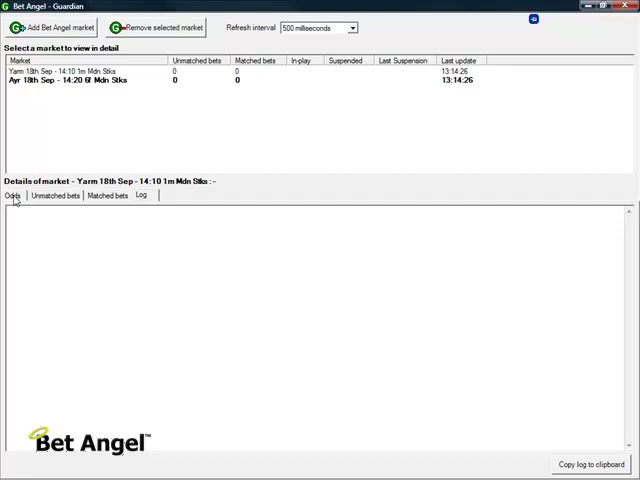 Bet Angel - Guardian
Add Bet Angel market
Remove selected market
Refresh interval
500 milliseconds
Select a market to view in detail
Market Unmatched bets Matched bets In-play Suspended Last Suspension Last update
Yarm 18th Sep - 14:10 1m Mdn Stks 0 0 13:14:26
Ayr 18th Sep - 14:20 6f Mdn Stks 0 0 13:14:26
Details of market - Yarm 18th Sep - 14:10 1m Mdn Stks :-
Odds Unmatched bets Matched bets Log
Bet Angel™
Copy log to clipboard